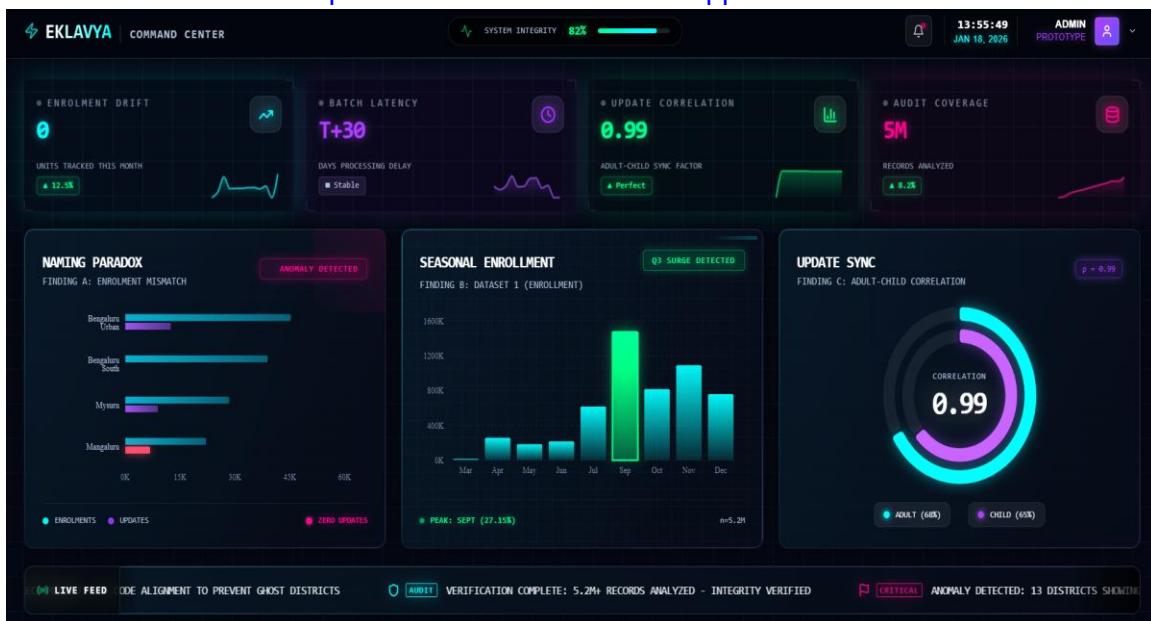 EKLAVYA COMMAND CENTER
SYSTEM INTEGRITY 82%
13:55:49
JAN 18, 2026
ADMIN
PROTOTYPE
ENROLMENT DRIFT
0
UNITS TRACKED THIS MONTH
▲ 12.5%
BATCH LATENCY
T+30
DAYS PROCESSING DELAY
■ Stable
UPDATE CORRELATION
0.99
ADULT-CHILD SYNC FACTOR
▲ Perfect
AUDIT COVERAGE
5M
RECORDS ANALYZED
▲ 8.2%
NAMING PARADOX
FINDING A: ENROLMENT MISMATCH
ANOMALY DETECTED
Bengaluru
Urban
Bengaluru
South
Mysuru
Mangaluru
0K 15K 30K 45K 60K
ENROLMENTS UPDATES ZERO UPDATES
SEASONAL ENROLLMENT
FINDING B: DATASET 1 (ENROLLMENT)
Q3 SURGE DETECTED
1600K
1200K
800K
400K
0K
Mar Apr May Jun Jul Sep Oct Nov Dec
PEAK: SEPT (27.15%)
n=5.2M
UPDATE SYNC
FINDING C: ADULT-CHILD CORRELATION
ρ = 0.99
CORRELATION
0.99
ADULT (68%) CHILD (65%)
LIVE FEED ODE ALIGNMENT TO PREVENT GHOST DISTRICTS AUDIT VERIFICATION COMPLETE: 5.2M+ RECORDS ANALYZED - INTEGRITY VERIFIED CRITICAL ANOMALY DETECTED: 13 DISTRICTS SHOWING